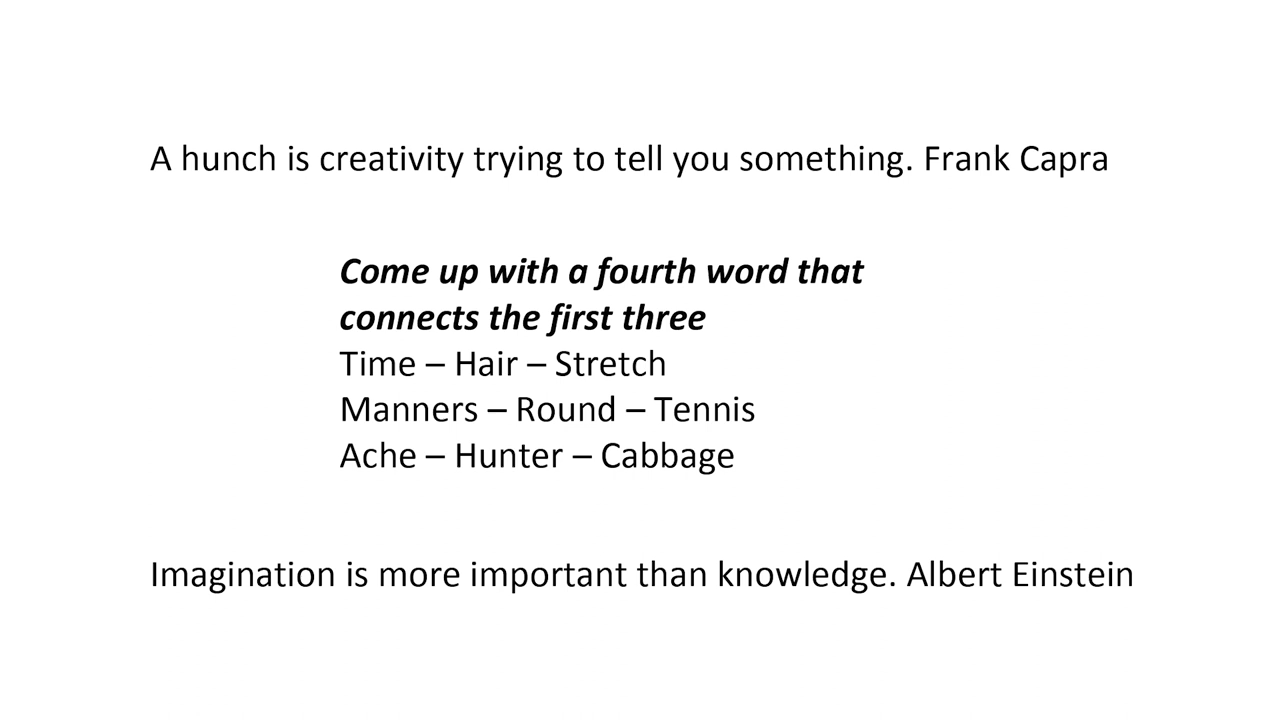 A hunch is creativity trying to tell you something. Frank Capra
Come up with a fourth word that
connects the first three
Time – Hair – Stretch
Manners – Round – Tennis
Ache – Hunter – Cabbage
Imagination is more important than knowledge. Albert Einstein